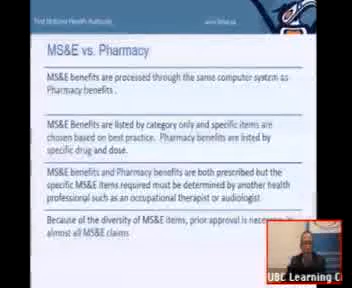 First Nations Health Authority
www.fnha.ca
MS&E vs. Pharmacy
MS&E benefits are processed through the same computer system as
Pharmacy benefits .
MS&E Benefits are listed by category only and specific items are
chosen based on best practice. Pharmacy benefits are listed by
specific drug and dose.
MS&E benefits and Pharmacy benefits are both prescribed but the
specific MS&E items required must be determined by another health
professional such as an occupational therapist or audiologist
Because of the diversity of MS&E items, prior approval is necessary
almost all MS&E claims
UBC Learning C